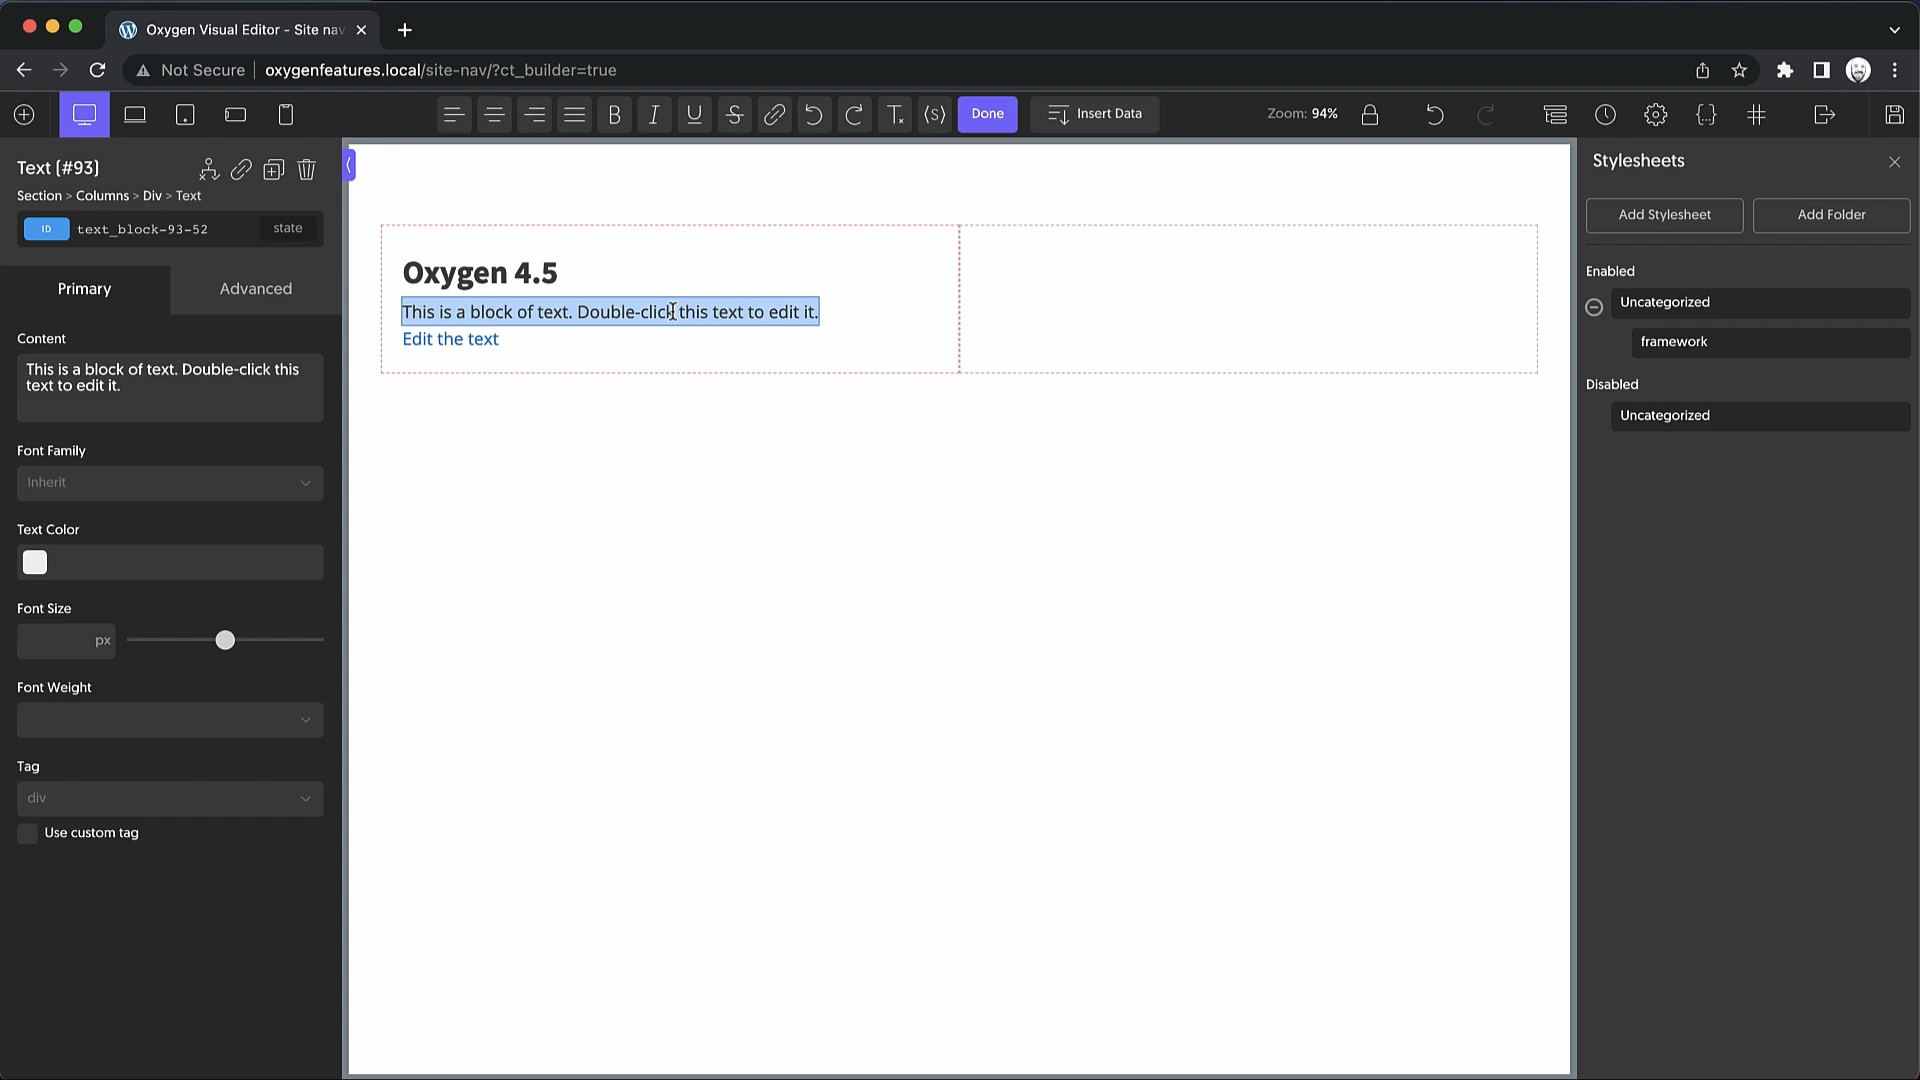 Oxygen Visual Editor - Site nav
Not Secure
oxygenfeatures.local/site-nav/?ct_builder=true
B I U S T {S} Done Insert Data Zoom: 94%
Text (#93)
Section > Columns > Div > Text
ID text_block-93-52 state
Primary Advanced
Content
This is a block of text. Double-click this
text to edit it.
Font Family
Inherit
Text Color
Font Size
px
Font Weight
Tag
div
Use custom tag
Oxygen 4.5
This is a block of text. Double-click this text to edit it.
Edit the text
Stylesheets
Add Stylesheet Add Folder
Enabled
Uncategorized
framework
Disabled
Uncategorized